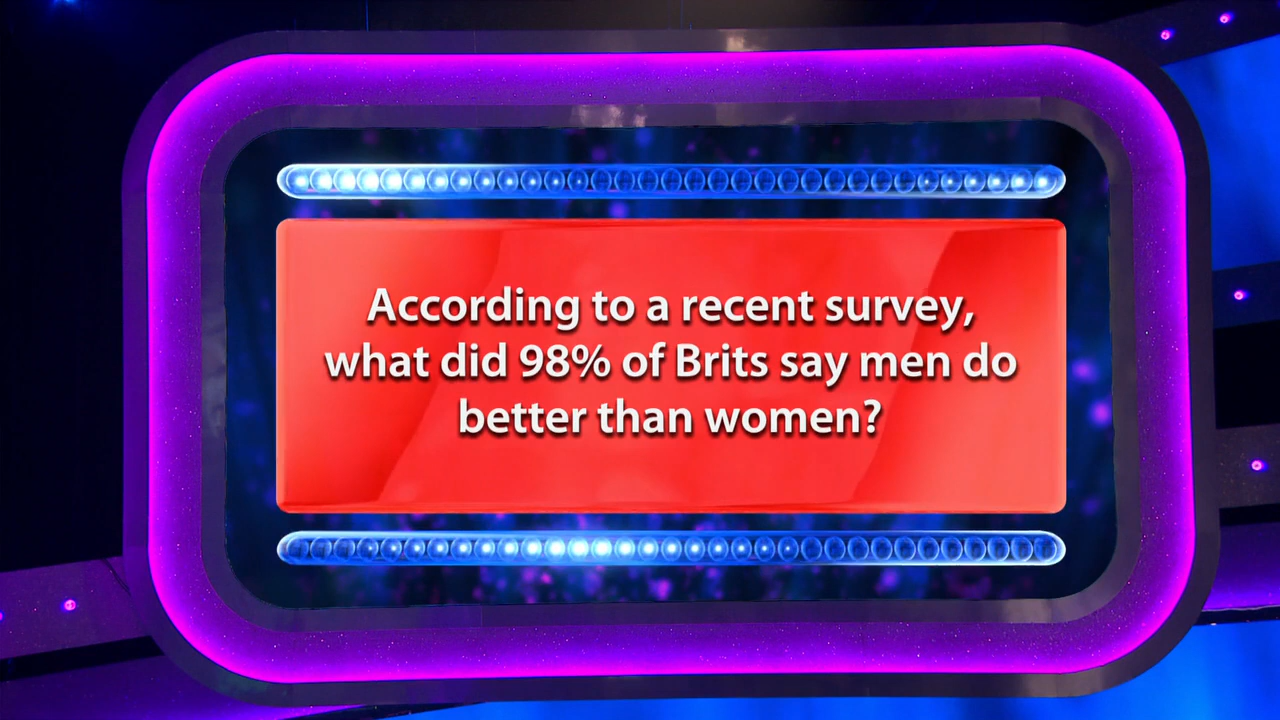 According to a recent survey,
what did 98% of Brits say men do
better than women?